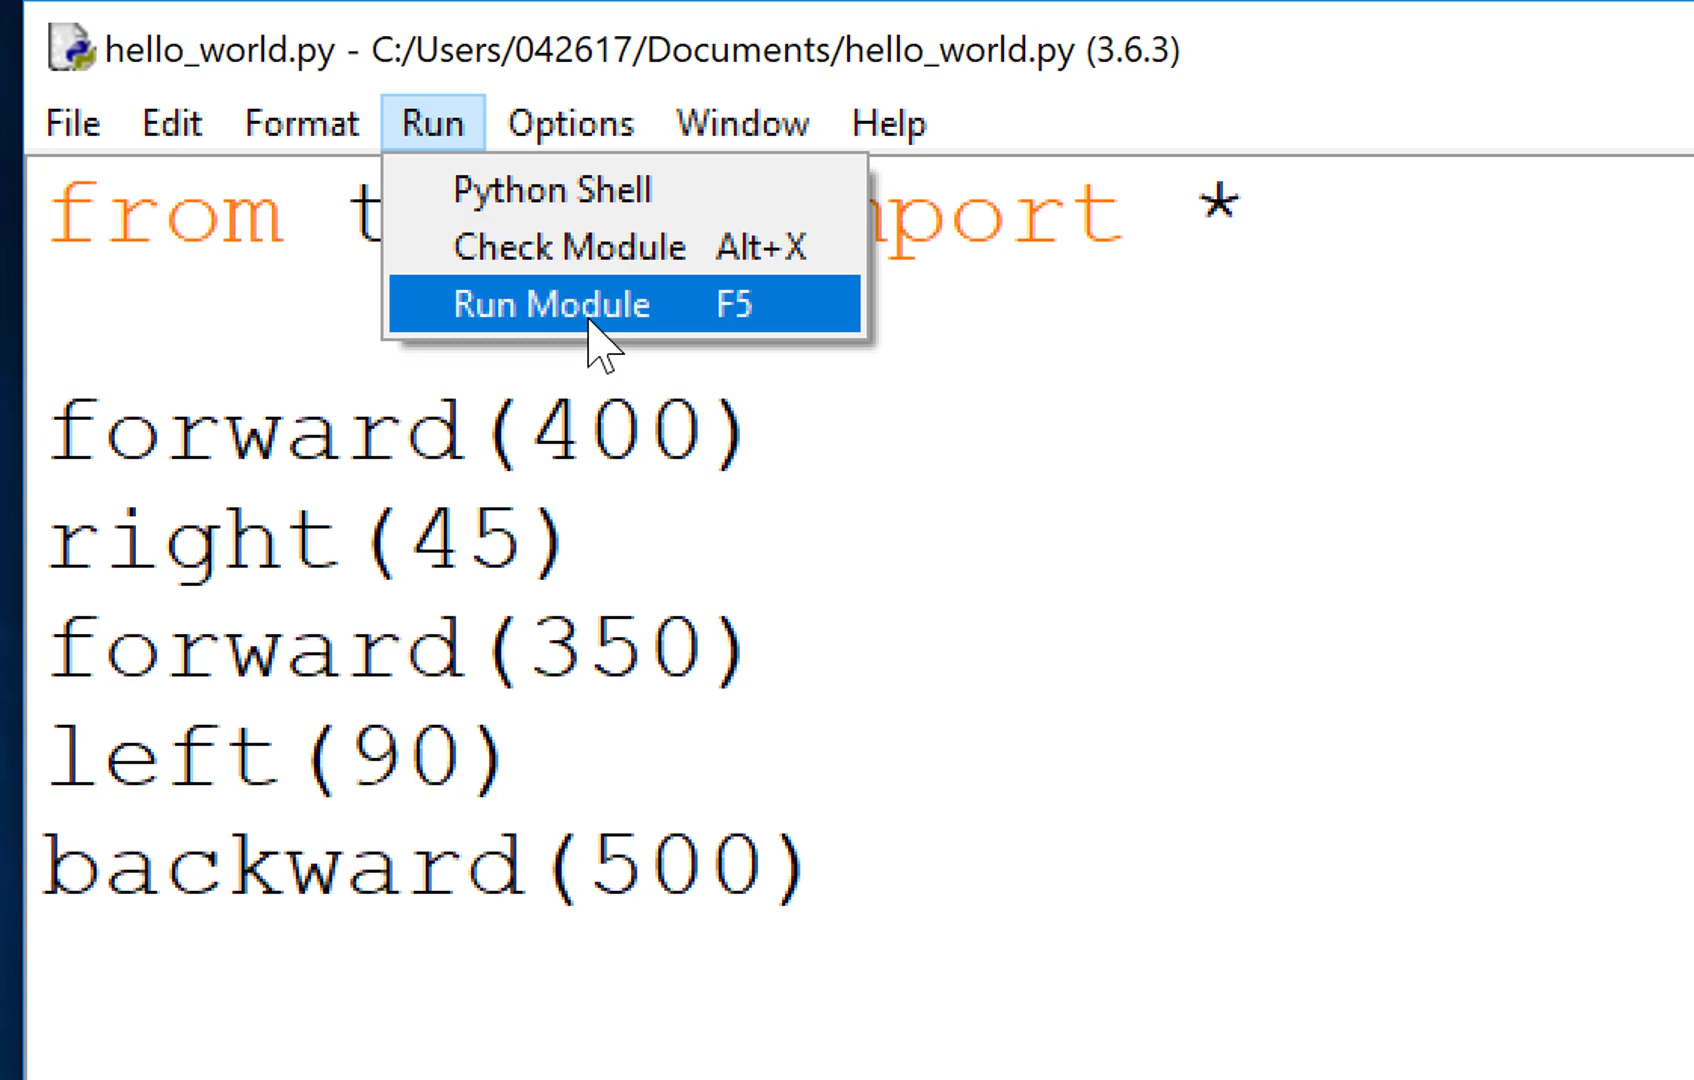 hello_world.py - C:/Users/042617/Documents/hello_world.py (3.6.3)
File Edit Format Run Options Window Help
Python Shell
Check Module Alt+X
Run Module F5
from *
forward(400)
right(45)
forward(350)
left(90)
backward(500)